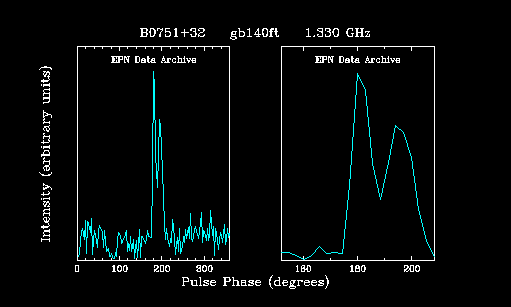 B0751+32 gb140ft 1.330 GHz
EPN Data Archive EPN Data Archive
Intensity (arbitrary units)
0 100 200 300 160 180 200
Pulse Phase (degrees)